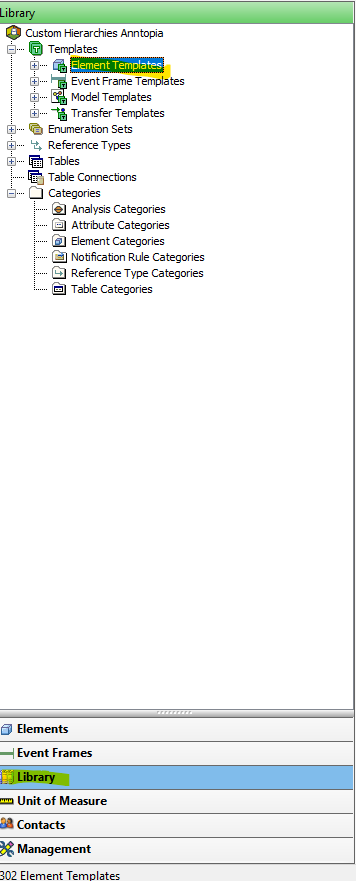 Library
Custom Hierarchies Anntopia
Templates
Element Templates
Event Frame Templates
Model Templates
Transfer Templates
Enumeration Sets
Reference Types
Tables
Table Connections
Categories
Analysis Categories
Attribute Categories
Element Categories
Notification Rule Categories
Reference Type Categories
Table Categories
Elements
Event Frames
Library
Unit of Measure
Contacts
Management
302 Element Templates